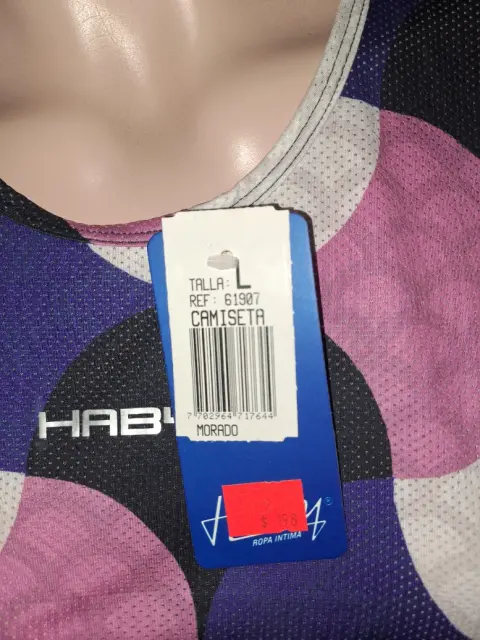 TALLA: L
REF: 61907
CAMISETA
7 702964 717644
MORADO
HAB
®
ROPA INTIMA